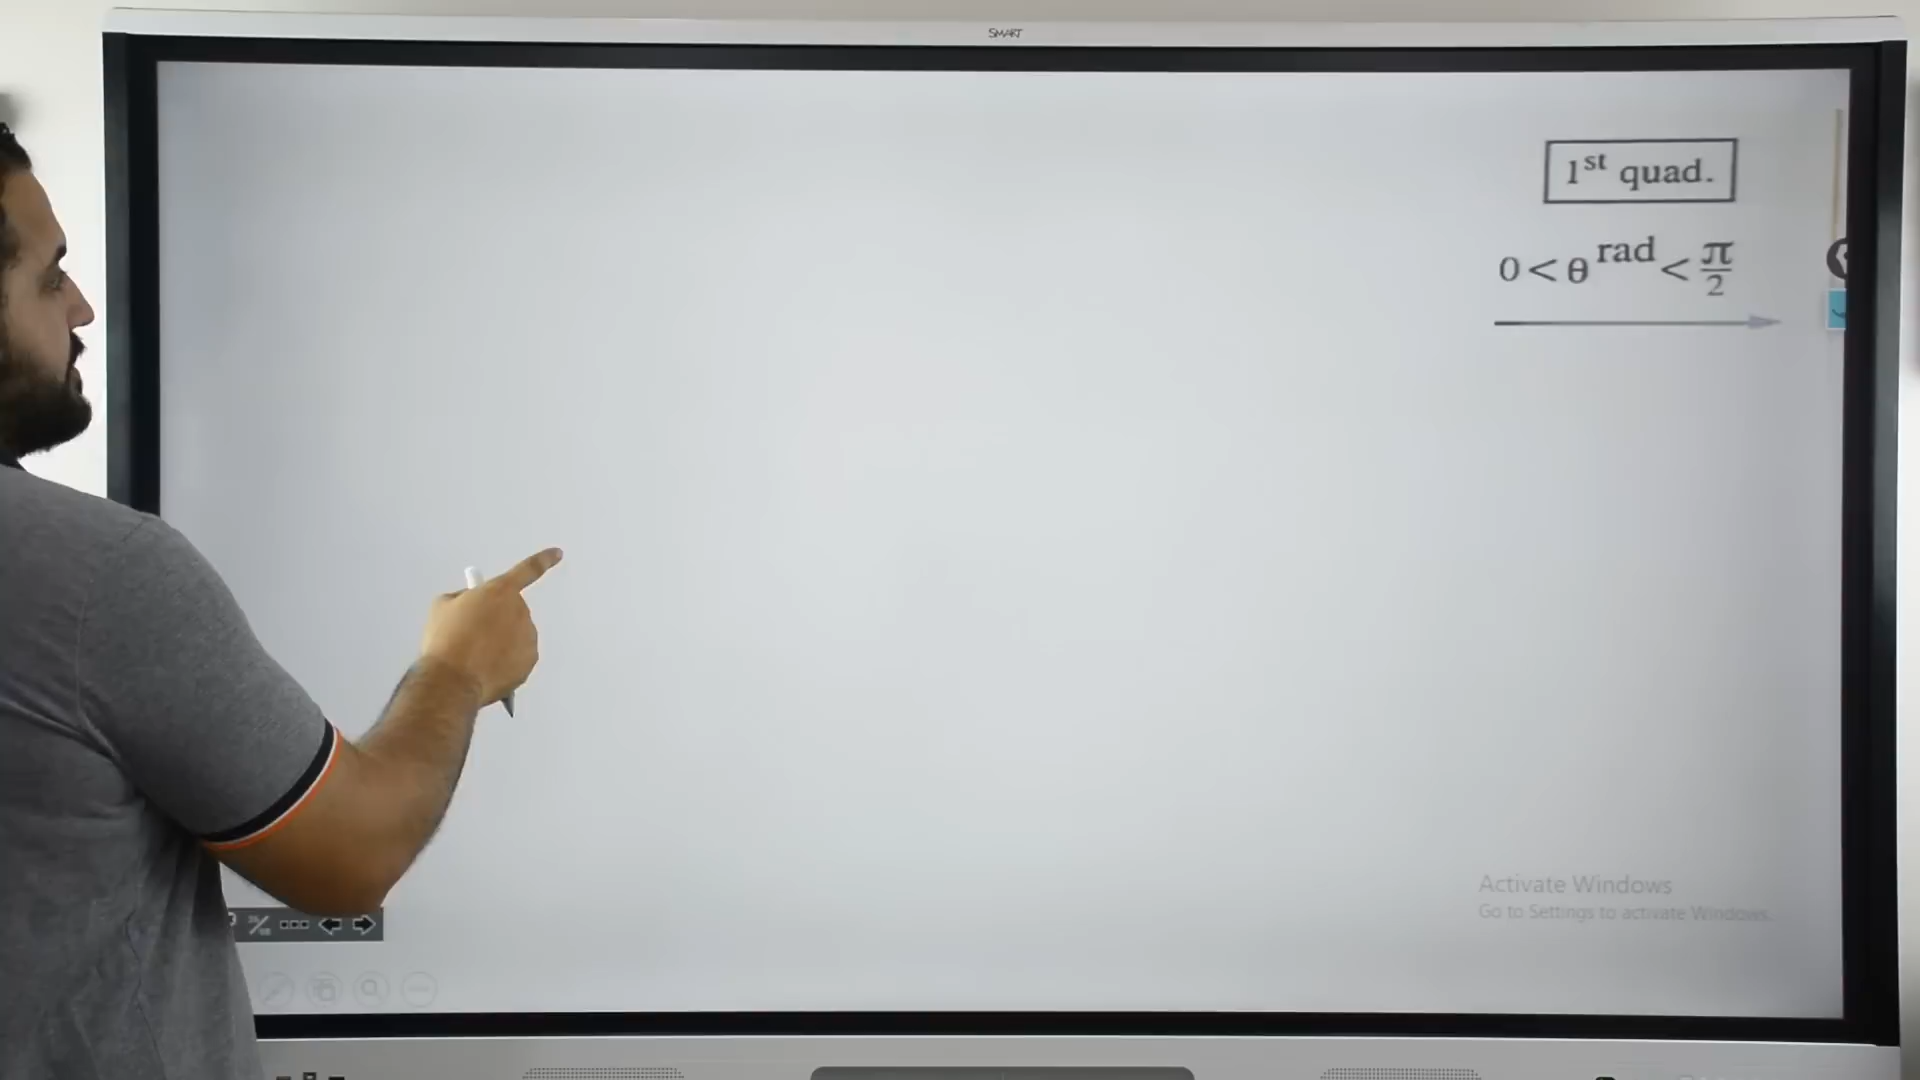 SMART
1st quad.
0 < θ rad < π/2
Activate Windows
Go to Settings to activate Windows.